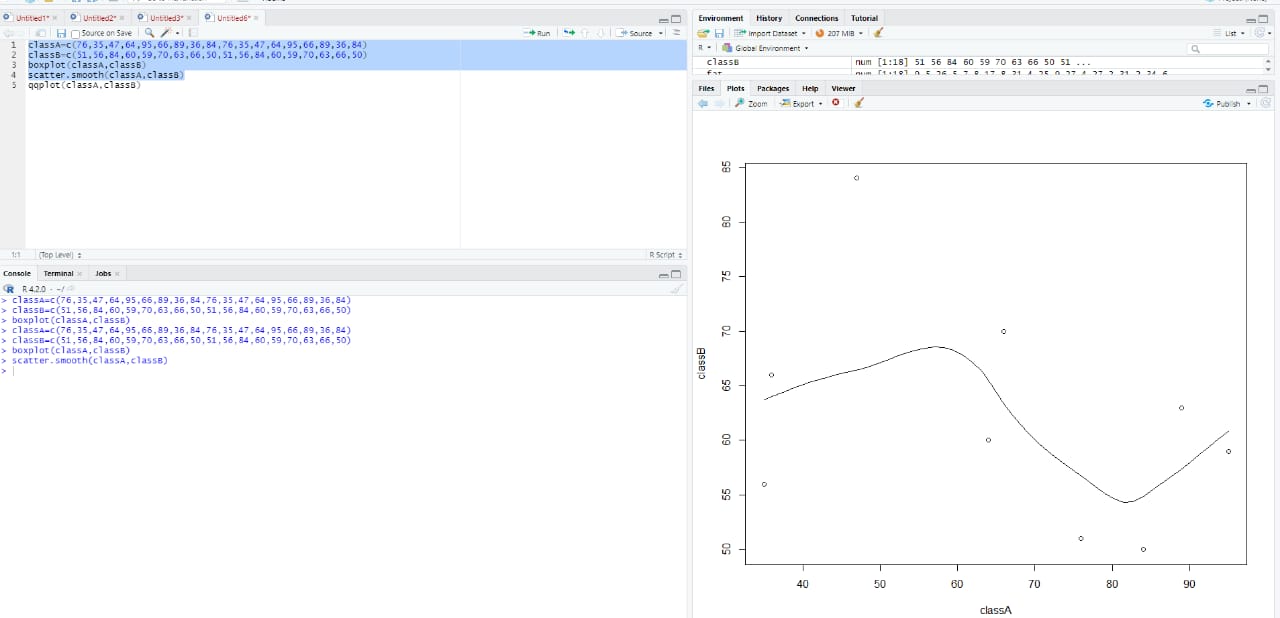 Untitled1* × Untitled2* × Untitled3* × Untitled6* ×
Source on Save Run Source
1 classA=c(76,35,47,64,95,66,89,36,84,76,35,47,64,95,66,89,36,84)
2 classB=c(51,56,84,60,59,70,63,66,50,51,56,84,60,59,70,63,66,50)
3 boxplot(classA,classB)
4 scatter.smooth(classA,classB)
5 qqplot(classA,classB)
1:1 (Top Level) R Script
Console Terminal × Jobs ×
R 4.2.0 · ~/
> classA=c(76,35,47,64,95,66,89,36,84,76,35,47,64,95,66,89,36,84)
> classB=c(51,56,84,60,59,70,63,66,50,51,56,84,60,59,70,63,66,50)
> boxplot(classA,classB)
> classA=c(76,35,47,64,95,66,89,36,84,76,35,47,64,95,66,89,36,84)
> classB=c(51,56,84,60,59,70,63,66,50,51,56,84,60,59,70,63,66,50)
> boxplot(classA,classB)
> scatter.smooth(classA,classB)
>
Environment History Connections Tutorial
Import Dataset 207 MiB List
R Global Environment
classB num [1:18] 51 56 84 60 59 70 63 66 50 51 ...
Files Plots Packages Help Viewer
Zoom Export Publish
85
80
75
70
65
60
55
50
classB
40 50 60 70 80 90
classA